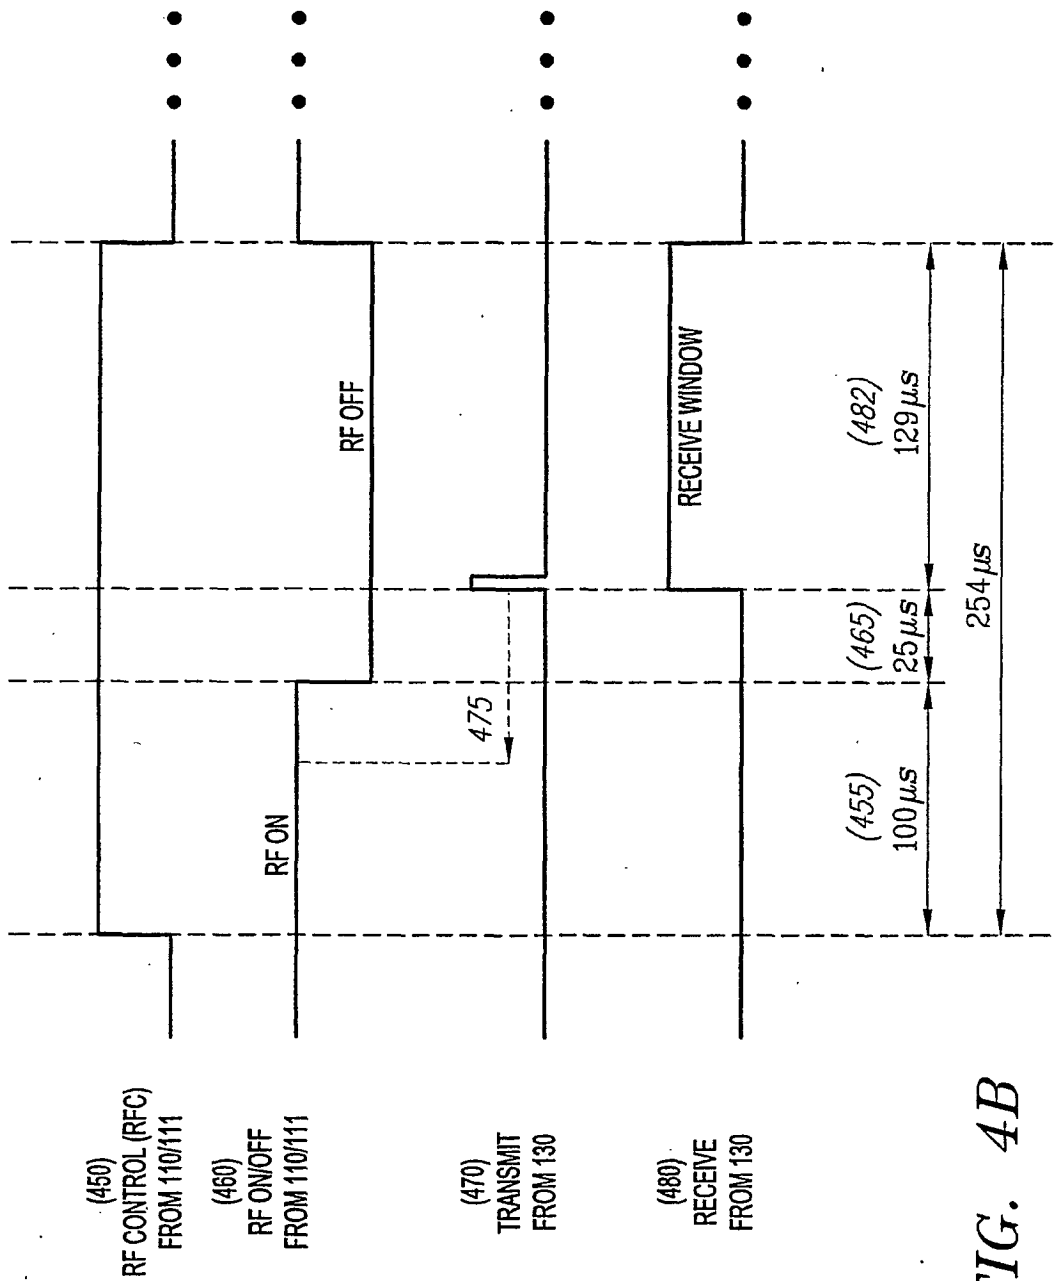 (450)
RF CONTROL (RFC)
FROM 110/111
(460)
RF ON/OFF
FROM 110/111
RF ON
RF OFF
(470)
TRANSMIT
FROM 130
475
(480)
RECEIVE
FROM 130
RECEIVE WINDOW
(455)
100µs
(465)
25µs
(482)
129µs
254µs
FIG. 4B